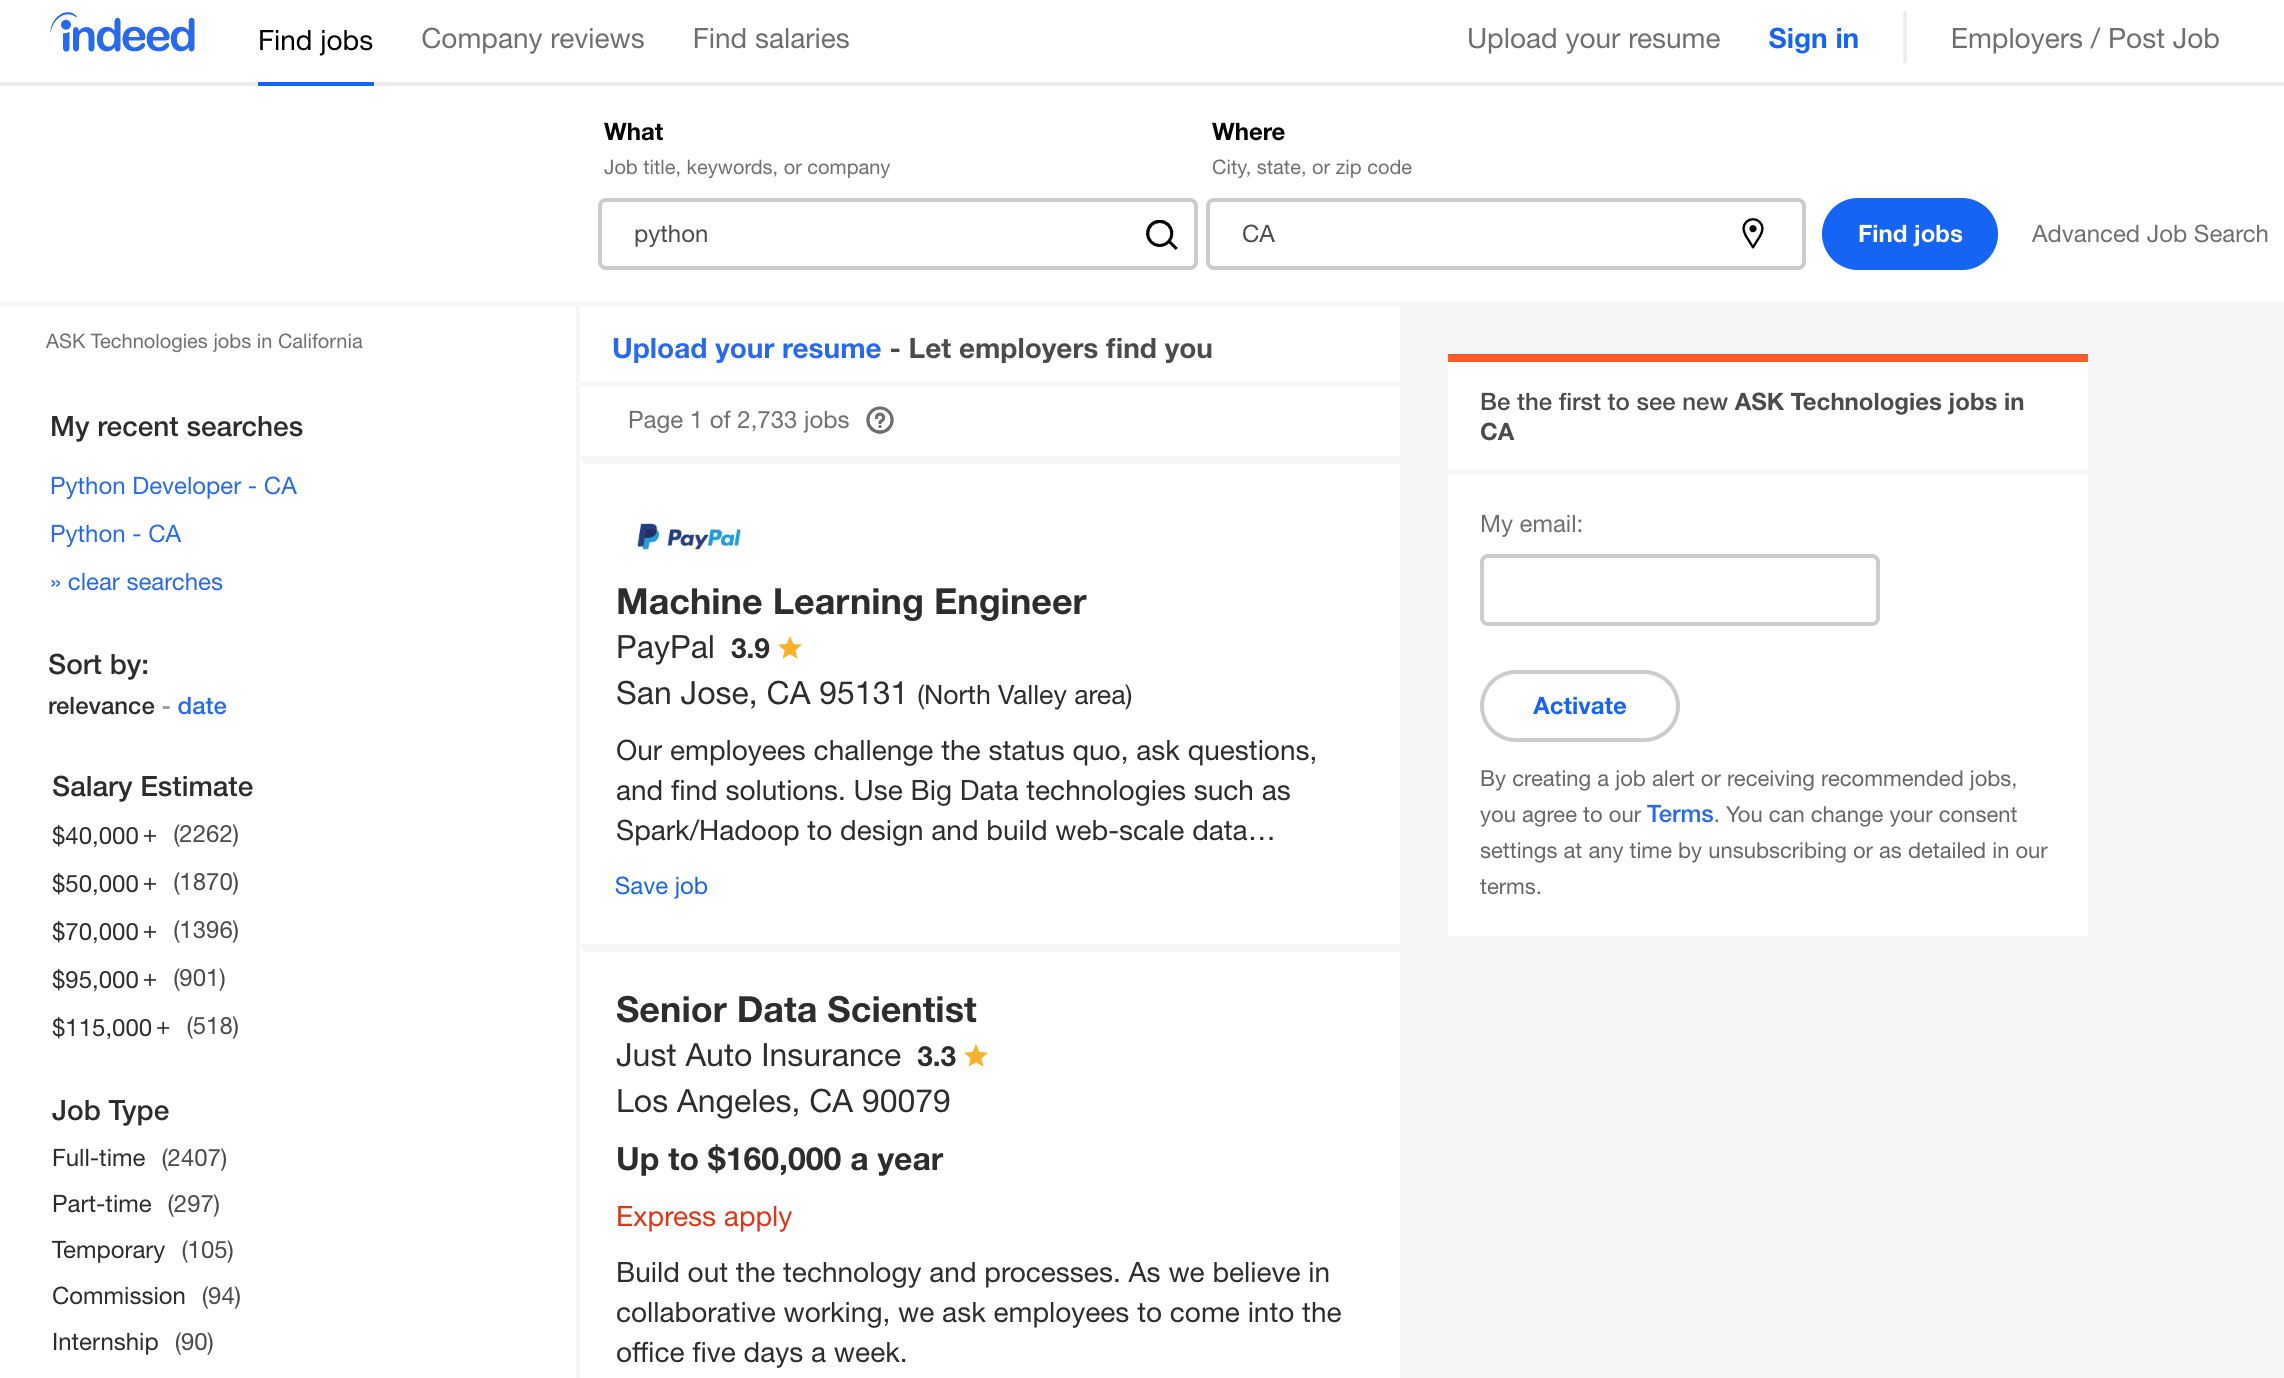 indeed
Find jobs
Company reviews
Find salaries
Upload your resume
Sign in
Employers / Post Job
What
Job title, keywords, or company
python
Where
City, state, or zip code
CA
Find jobs
Advanced Job Search
ASK Technologies jobs in California
My recent searches
Python Developer - CA
Python - CA
» clear searches
Sort by:
relevance - date
Salary Estimate
$40,000+ (2262)
$50,000+ (1870)
$70,000+ (1396)
$95,000+ (901)
$115,000+ (518)
Job Type
Full-time (2407)
Part-time (297)
Temporary (105)
Commission (94)
Internship (90)
Upload your resume - Let employers find you
Page 1 of 2,733 jobs ?
PayPal
Machine Learning Engineer
PayPal 3.9
San Jose, CA 95131 (North Valley area)
Our employees challenge the status quo, ask questions,
and find solutions. Use Big Data technologies such as
Spark/Hadoop to design and build web-scale data…
Save job
Senior Data Scientist
Just Auto Insurance 3.3
Los Angeles, CA 90079
Up to $160,000 a year
Express apply
Build out the technology and processes. As we believe in
collaborative working, we ask employees to come into the
office five days a week.
Be the first to see new ASK Technologies jobs in
CA
My email:
Activate
By creating a job alert or receiving recommended jobs,
you agree to our Terms. You can change your consent
settings at any time by unsubscribing or as detailed in our
terms.